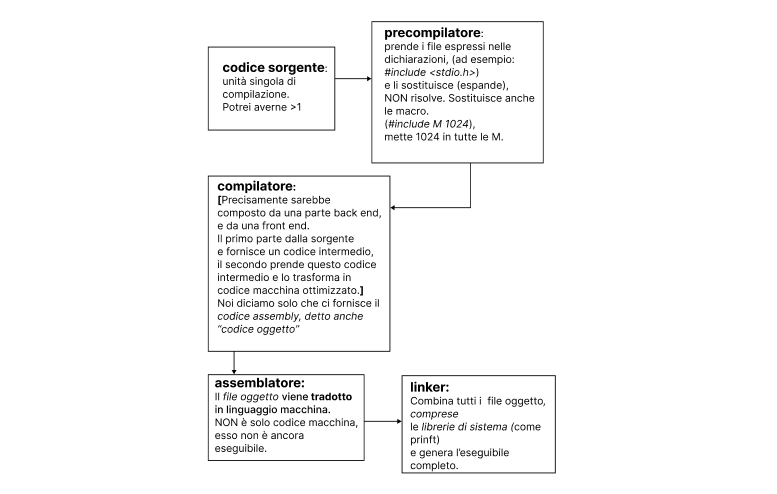 codice sorgente:
unità singola di
compilazione.
Potrei averne >1
precompilatore:
prende i file espressi nelle
dichiarazioni, (ad esempio:
#include <stdio.h>)
e li sostituisce (espande),
NON risolve. Sostituisce anche
le macro.
(#include M 1024),
mette 1024 in tutte le M.
compilatore:
[Precisamente sarebbe
composto da una parte back end,
e da una front end.
Il primo parte dalla sorgente
e fornisce un codice intermedio,
il secondo prende questo codice
intermedio e lo trasforma in
codice macchina ottimizzato.]
Noi diciamo solo che ci fornisce il
codice assembly, detto anche
“codice oggetto”
assemblatore:
Il file oggetto viene tradotto
in linguaggio macchina.
NON è solo codice macchina,
esso non è ancora
eseguibile.
linker:
Combina tutti i file oggetto,
comprese
le librerie di sistema (come
prinft)
e genera l’eseguibile
completo.